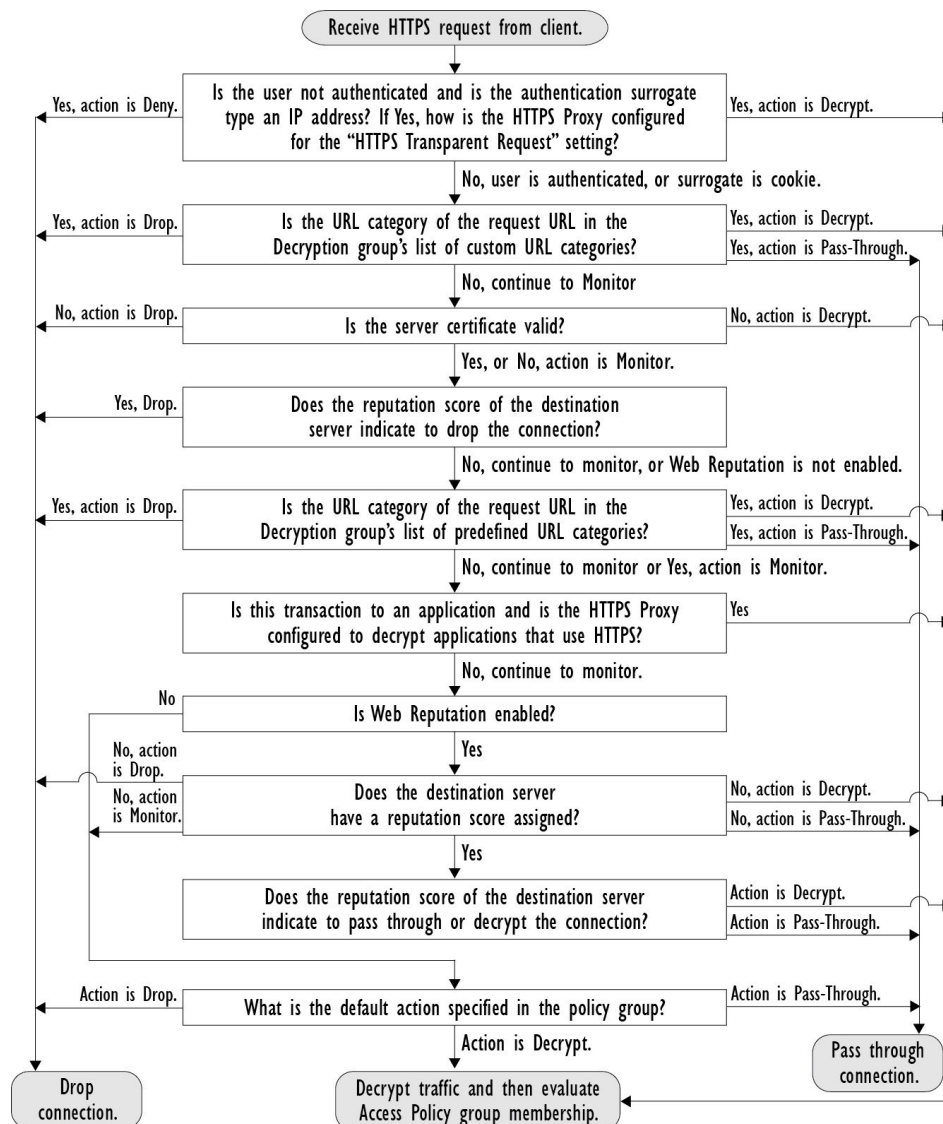 Receive HTTPS request from client.
Yes, action is Deny.
Is the user not authenticated and is the authentication surrogate
type an IP address? If Yes, how is the HTTPS Proxy configured
for the “HTTPS Transparent Request” setting?
Yes, action is Decrypt.
No, user is authenticated, or surrogate is cookie.
Yes, action is Drop.
Is the URL category of the request URL in the
Decryption group’s list of custom URL categories?
Yes, action is Decrypt.
Yes, action is Pass-Through.
No, continue to Monitor
No, action is Drop.
Is the server certificate valid?
No, action is Decrypt.
Yes, or No, action is Monitor.
Yes, Drop.
Does the reputation score of the destination
server indicate to drop the connection?
No, continue to monitor, or Web Reputation is not enabled.
Yes, action is Drop.
Is the URL category of the request URL in the
Decryption group’s list of predefined URL categories?
Yes, action is Decrypt.
Yes, action is Pass-Through.
No, continue to monitor or Yes, action is Monitor.
Is this transaction to an application and is the HTTPS Proxy
configured to decrypt applications that use HTTPS?
Yes
No, continue to monitor.
No
Is Web Reputation enabled?
Yes
No, action
is Drop.
No, action
is Monitor.
Does the destination server
have a reputation score assigned?
No, action is Decrypt.
No, action is Pass-Through.
Yes
Does the reputation score of the destination server
indicate to pass through or decrypt the connection?
Action is Decrypt.
Action is Pass-Through.
Action is Drop.
What is the default action specified in the policy group?
Action is Pass-Through.
Action is Decrypt.
Drop
connection.
Decrypt traffic and then evaluate
Access Policy group membership.
Pass through
connection.